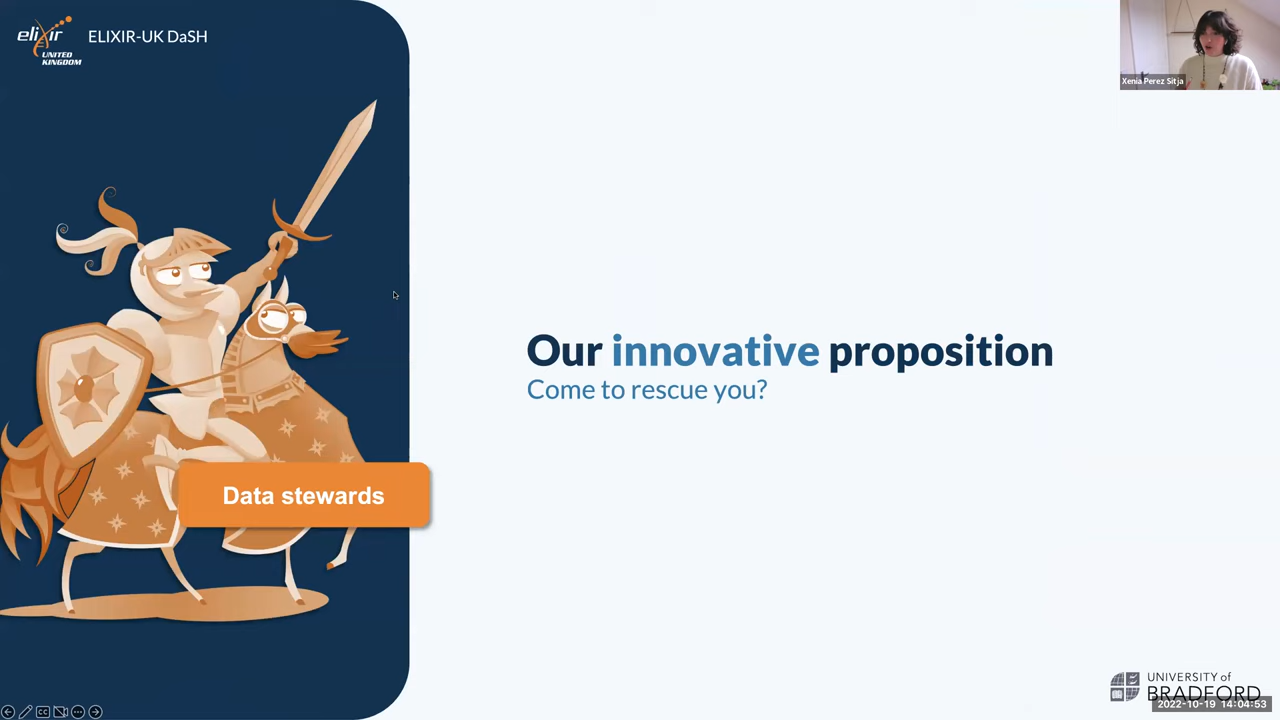 elixir
UNITED
KINGDOM
ELIXIR-UK DaSH
Xenia Perez Sitja
Our innovative proposition
Come to rescue you?
Data stewards
UNIVERSITY of
BRADFORD
2022-10-19 14:04:53
CC